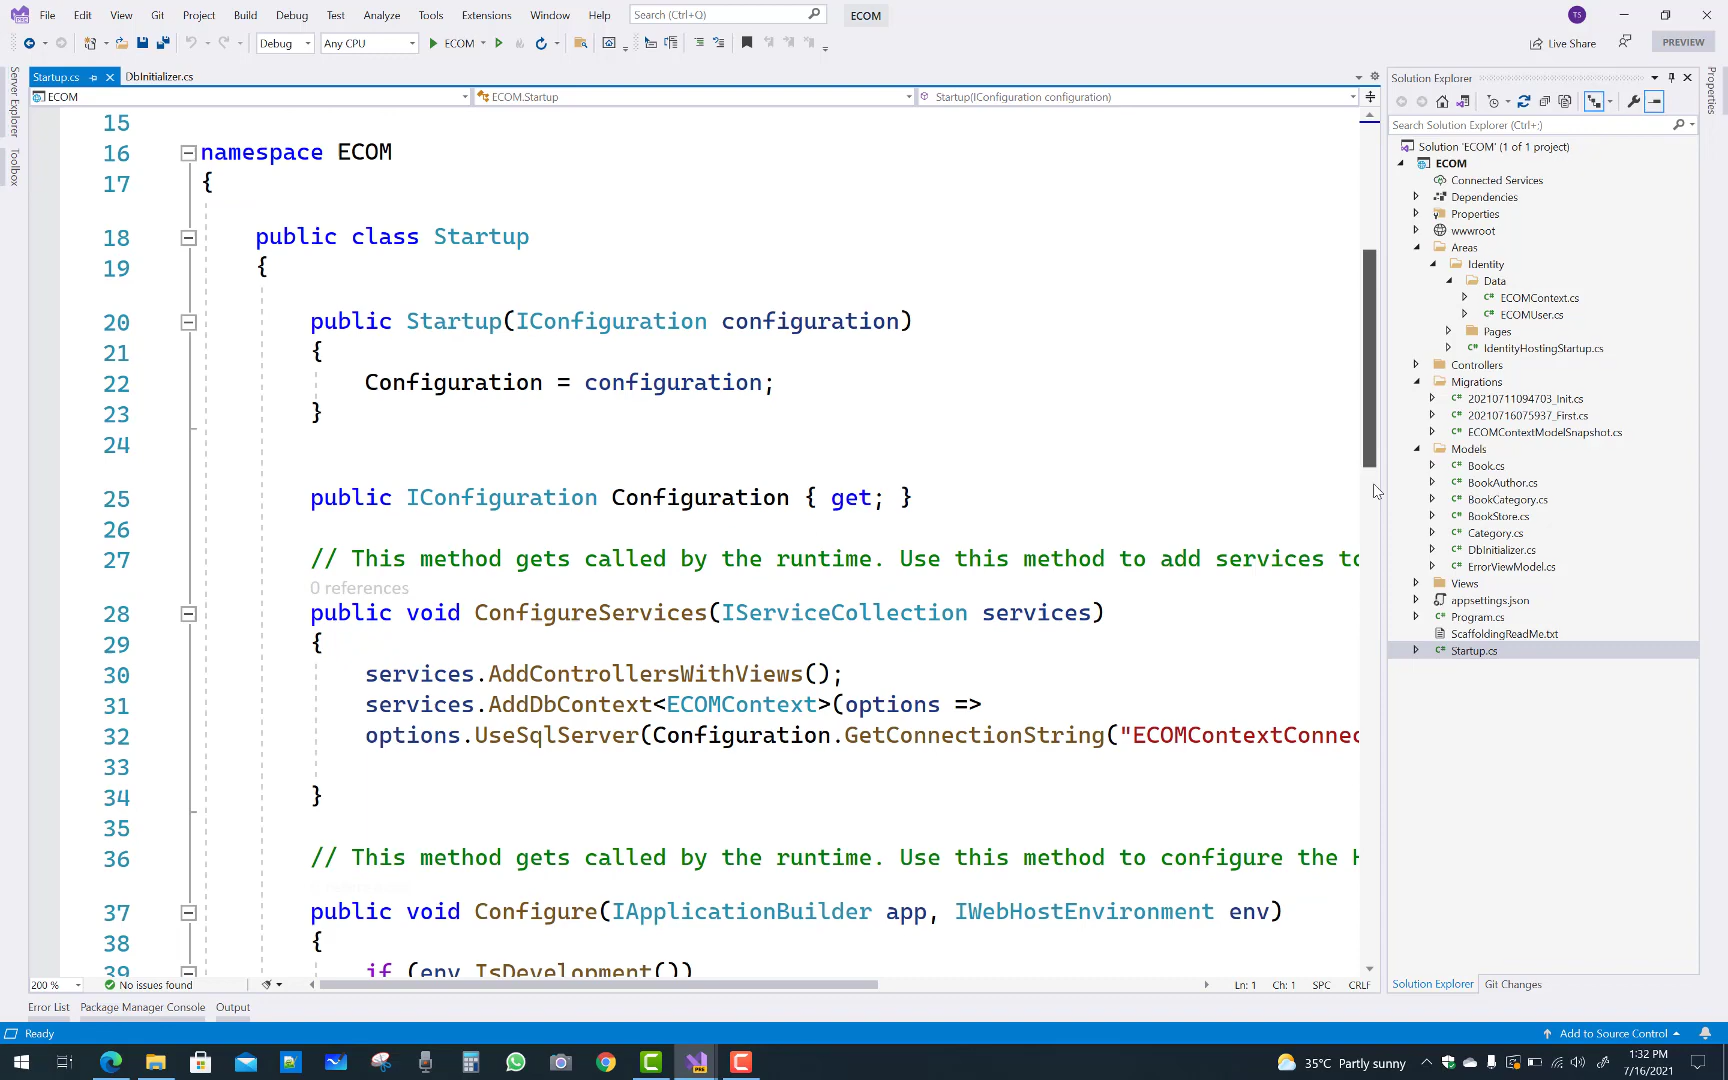 File Edit View Git Project Build Debug Test Analyze Tools Extensions Window Help Search (Ctrl+Q) ECOM TS
Debug Any CPU ECOM Live Share PREVIEW
Startup.cs DbInitializer.cs
ECOM ECOM.Startup Startup(IConfiguration configuration)
Server Explorer
Toolbox
15
16 namespace ECOM
17 {
18 public class Startup
19 {
20 public Startup(IConfiguration configuration)
21 {
22 Configuration = configuration;
23 }
24
25 public IConfiguration Configuration { get; }
26
27 // This method gets called by the runtime. Use this method to add services to
0 references
28 public void ConfigureServices(IServiceCollection services)
29 {
30 services.AddControllersWithViews();
31 services.AddDbContext<ECOMContext>(options =>
32 options.UseSqlServer(Configuration.GetConnectionString("ECOMContextConnec
33
34 }
35
36 // This method gets called by the runtime. Use this method to configure the H
37 public void Configure(IApplicationBuilder app, IWebHostEnvironment env)
38 {
39 if (env.IsDevelopment())
200 % No issues found Ln: 1 Ch: 1 SPC CRLF
Error List Package Manager Console Output
Solution Explorer
Search Solution Explorer (Ctrl+;)
Solution 'ECOM' (1 of 1 project)
ECOM
Connected Services
Dependencies
Properties
wwwroot
Areas
Identity
Data
ECOMContext.cs
ECOMUser.cs
Pages
IdentityHostingStartup.cs
Controllers
Migrations
20210711094703_Init.cs
20210716075937_First.cs
ECOMContextModelSnapshot.cs
Models
Book.cs
BookAuthor.cs
BookCategory.cs
BookStore.cs
Category.cs
DbInitializer.cs
ErrorViewModel.cs
Views
appsettings.json
Program.cs
ScaffoldingReadMe.txt
Startup.cs
Solution Explorer Git Changes
Properties
Ready Add to Source Control
35°C Partly sunny 1:32 PM
7/16/2021